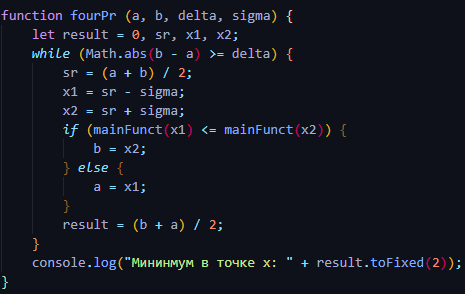 function fourPr (a, b, delta, sigma) {
    let result = 0, sr, x1, x2;
    while (Math.abs(b - a) >= delta) {
        sr = (a + b) / 2;
        x1 = sr - sigma;
        x2 = sr + sigma;
        if (mainFunct(x1) <= mainFunct(x2)) {
            b = x2;
        } else {
            a = x1;
        }
        result = (b + a) / 2;
    }
    console.log("Мининмум в точке x: " + result.toFixed(2));
}